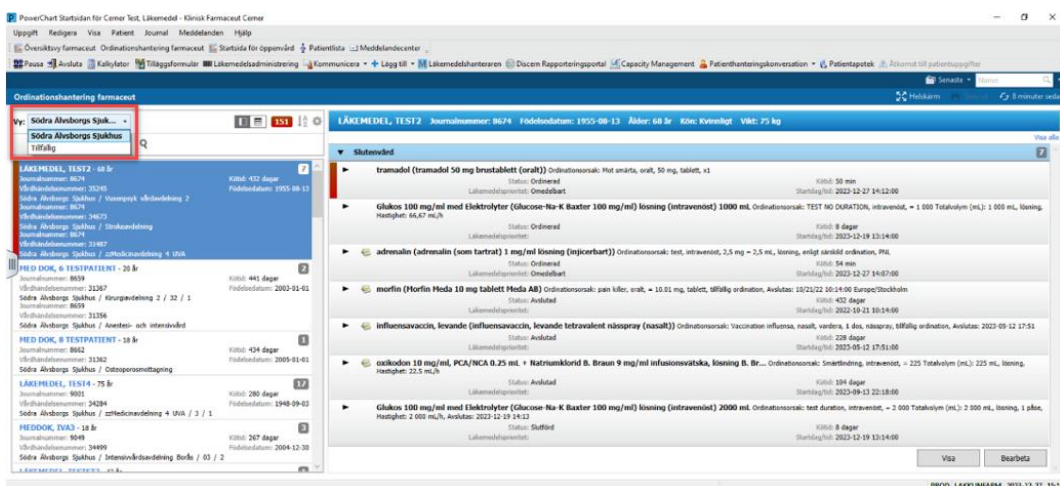 PowerChart Startsidan för Cerner Test, Läkemedel - Klinisk Farmaceut Cerner
Uppgift Redigera Visa Patient Journal Meddelanden Hjälp
Översiktsvy farmaceut Ordinationshantering farmaceut Startsida för öppenvård Patientlista Meddelandecenter
Pausa Avsluta Kalkylator Tilläggsformulär Läkemedelsadministrering Kommunicera + Lägg till Läkemedelshanteraren Discern Rapporteringsportal Capacity Management Patienthanteringskonversation Patientapotek Åtkomst till patientuppgifter
Senaste Namn
Ordinationshantering farmaceut Helskärm 8 minuter seda
Vy: Södra Älvsborgs Sjuk... 151
Södra Älvsborgs Sjukhus
Tillfällig
LÄKEMEDEL, TEST2 Journalnummer: 8674 Födelsedatum: 1955-08-13 Ålder: 68 år Kön: Kvinnligt Vikt: 75 kg
Visa alla
LÄKEMEDEL, TEST2 - 68 år 7
Journalnummer: 8674 Kötid: 432 dagar
Vårdhändelsenummer: 35245 Födelsedatum: 1955-08-13
Södra Älvsborgs Sjukhus / Vuxenpsyk vårdavdelning 2
Journalnummer: 8674
Vårdhändelsenummer: 34673
Södra Älvsborgs Sjukhus / Strokeavdelning
Journalnummer: 8674
Vårdhändelsenummer: 31487
Södra Älvsborgs Sjukhus / zzMedicinavdelning 4 UVA
MED DOK, 6 TESTPATIENT - 20 år 2
Journalnummer: 8659 Kötid: 441 dagar
Vårdhändelsenummer: 31367 Födelsedatum: 2003-01-01
Södra Älvsborgs Sjukhus / Kirurgavdelning 2 / 32 / 1
Journalnummer: 8659
Vårdhändelsenummer: 31356
Södra Älvsborgs Sjukhus / Anestesi- och intensivvård
MED DOK, 8 TESTPATIENT - 18 år 1
Journalnummer: 8662 Kötid: 434 dagar
Vårdhändelsenummer: 31362 Födelsedatum: 2005-01-01
Södra Älvsborgs Sjukhus / Osteoporosmottagning
LÄKEMEDEL, TEST4 - 75 år 17
Journalnummer: 9001 Kötid: 280 dagar
Vårdhändelsenummer: 34284 Födelsedatum: 1948-09-03
Södra Älvsborgs Sjukhus / zzMedicinavdelning 4 UVA / 3 / 1
MEDDOK, IVA3 - 18 år 3
Journalnummer: 9049 Kötid: 267 dagar
Vårdhändelsenummer: 34499 Födelsedatum: 2004-12-30
Södra Älvsborgs Sjukhus / Intensivvårdsavdelning Borås / 03 / 2
Slutenvård 7
tramadol (tramadol 50 mg brustablett (oralt)) Ordinationsorsak: Mot smärta, oralt, 50 mg, tablett, x1
Status: Ordinerad Kötid: 50 min
Läkemedelsprioritet: Omedelbart Startdag/tid: 2023-12-27 14:12:00
Glukos 100 mg/ml med Elektrolyter (Glucose-Na-K Baxter 100 mg/ml) lösning (intravenöst) 1000 mL Ordinationsorsak: TEST NO DURATION, intravenöst, = 1 000 Totalvolym (mL): 1 000 mL, lösning,
Hastighet: 66,67 mL/h
Status: Ordinerad Kötid: 8 dagar
Läkemedelsprioritet: Startdag/tid: 2023-12-19 13:14:00
adrenalin (adrenalin (som tartrat) 1 mg/ml lösning (injicerbart)) Ordinationsorsak: test, intravenöst, 2,5 mg = 2,5 mL, lösning, enligt särskild ordination, PNL
Status: Ordinerad Kötid: 54 min
Läkemedelsprioritet: Omedelbart Startdag/tid: 2023-12-27 14:07:00
morfin (Morfin Meda 10 mg tablett Meda AB) Ordinationsorsak: pain killer, oralt, = 10.01 mg, tablett, tillfällig ordination, Avslutas: 10/21/22 10:14:00 Europe/Stockholm
Status: Avslutad Kötid: 432 dagar
Läkemedelsprioritet: Startdag/tid: 2022-10-21 10:14:00
influensavaccin, levande (influensavaccin, levande tetravalent nässpray (nasalt)) Ordinationsorsak: Vaccination influensa, nasalt, vardera, 1 dos, nässpray, tillfällig ordination, Avslutas: 2023-05-12 17:51
Status: Avslutad Kötid: 228 dagar
Läkemedelsprioritet: Startdag/tid: 2023-05-12 17:51:00
oxikodon 10 mg/ml, PCA/NCA 0.25 mL + Natriumklorid B. Braun 9 mg/ml infusionsvätska, lösning B. Br... Ordinationsorsak: Smärtlindring, intravenöst, = 225 Totalvolym (mL): 225 mL, lösning,
Hastighet: 22.5 mL/h
Status: Avslutad Kötid: 104 dagar
Läkemedelsprioritet: Startdag/tid: 2023-09-13 22:18:00
Glukos 100 mg/ml med Elektrolyter (Glucose-Na-K Baxter 100 mg/ml) lösning (intravenöst) 2000 mL Ordinationsorsak: test duration, intravenöst, = 2 000 Totalvolym (mL): 2 000 mL, lösning, 1 påse,
Hastighet: 2 000 mL/h, Avslutas: 2023-12-19 14:13
Status: Slutförd Kötid: 8 dagar
Läkemedelsprioritet: Startdag/tid: 2023-12-19 13:14:00
Visa Bearbeta